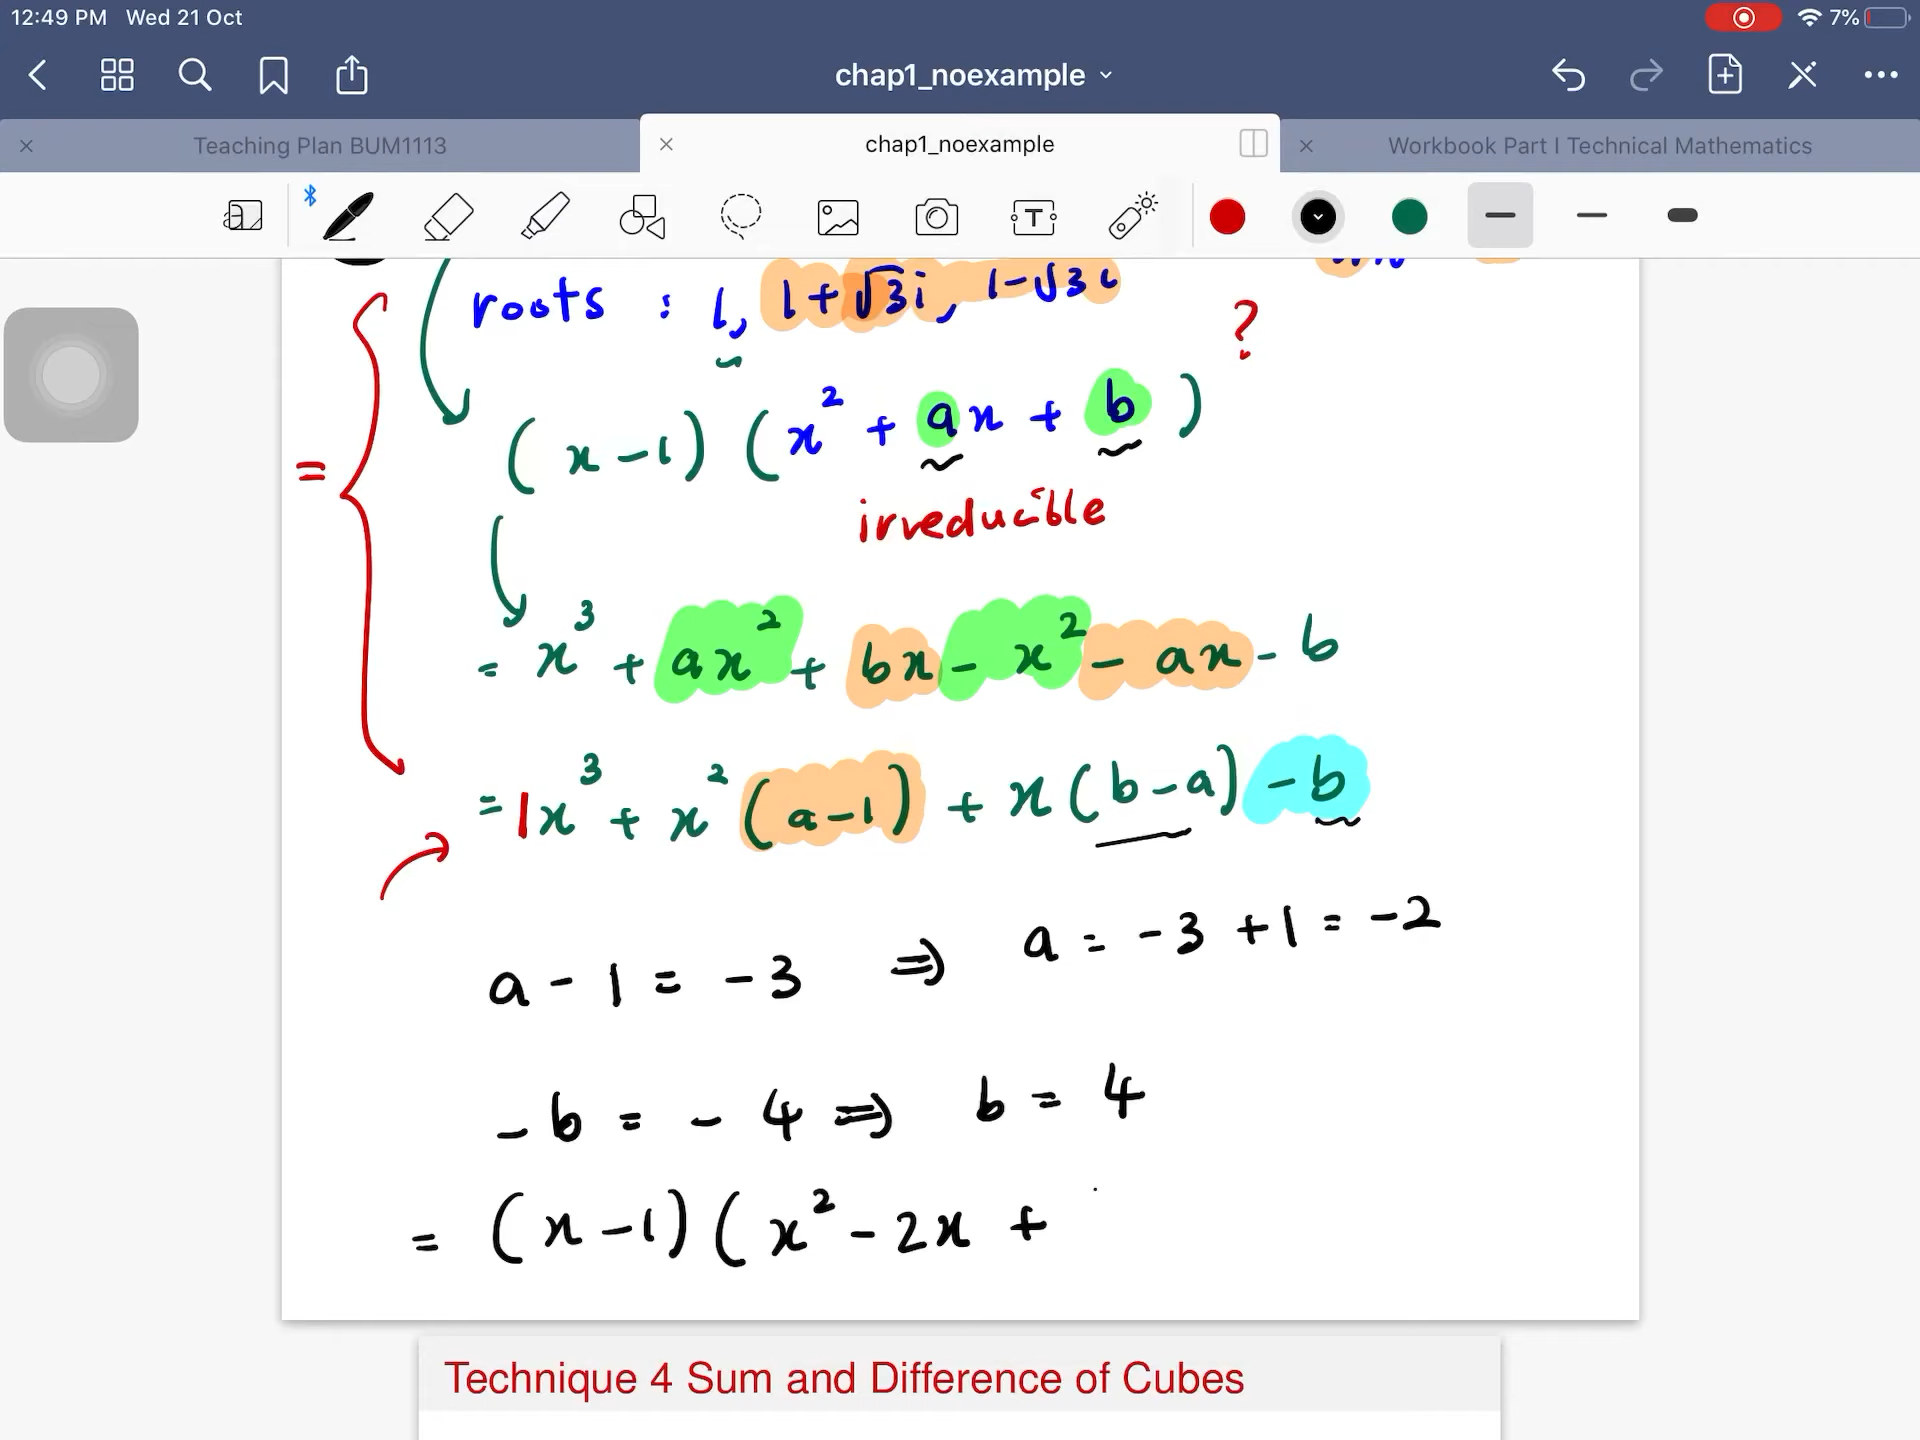 12:49 PM Wed 21 Oct
7%
chap1_noexample
Teaching Plan BUM1113
chap1_noexample
Workbook Part I Technical Mathematics
roots : 1, 1+√3i, 1-√3i
?
(x-1)(x² + ax + b)
=
irreducible
= x³ + ax² + bx - x² - ax - b
= 1x³ + x²(a-1) + x(b-a) - b
a - 1 = -3 ⇒ a = -3 + 1 = -2
-b = -4 ⇒ b = 4
= (x-1)(x² - 2x +
Technique 4 Sum and Difference of Cubes